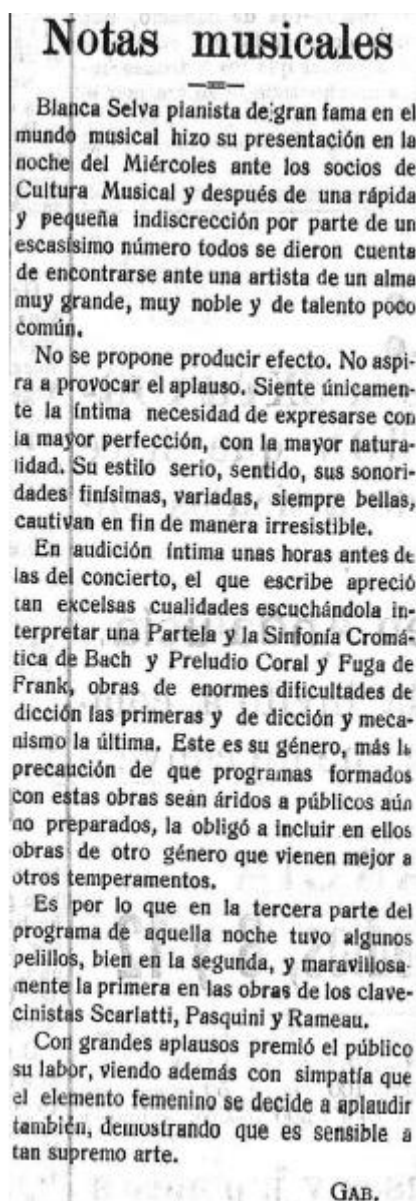 Notas musicales
Blanca Selva pianista de gran fama en el
mundo musical hizo su presentación en la
noche del Miércoles ante los socios de
Cultura Musical y después de una rápida
y pequeña indiscrección por parte de un
escasísimo número todos se dieron cuenta
de encontrarse ante una artista de un alma
muy grande, muy noble y de talento poco
común.
No se propone producir efecto. No aspi-
ra a provocar el aplauso. Siente únicamen-
te la íntima necesidad de expresarse con
la mayor perfección, con la mayor natura-
lidad. Su estilo serio, sentido, sus sonori-
dades finísimas, variadas, siempre bellas,
cautivan en fin de manera irresistible.
En audición íntima unas horas antes de
las del concierto, el que escribe apreció
tan excelsas cualidades escuchándola in-
terpretar una Partela y la Sinfonía Cromá-
tica de Bach y Preludio Coral y Fuga de
Frank, obras de enormes dificultades de
dicción las primeras y de dicción y meca-
nismo la última. Este es su género, más la
precaución de que programas formados
con estas obras sean áridos a públicos aún
no preparados, la obligó a incluir en ellos
obras de otro género que vienen mejor a
otros temperamentos.
Es por lo que en la tercera parte del
programa de aquella noche tuvo algunos
pelillos, bien en la segunda, y maravillosa
mente la primera en las obras de los clave-
cinistas Scarlatti, Pasquini y Rameau.
Con grandes aplausos premió el público
su labor, viendo además con simpatía que
el elemento femenino se decide a aplaudir
también, demostrando que es sensible a
tan supremo arte.
GAB.